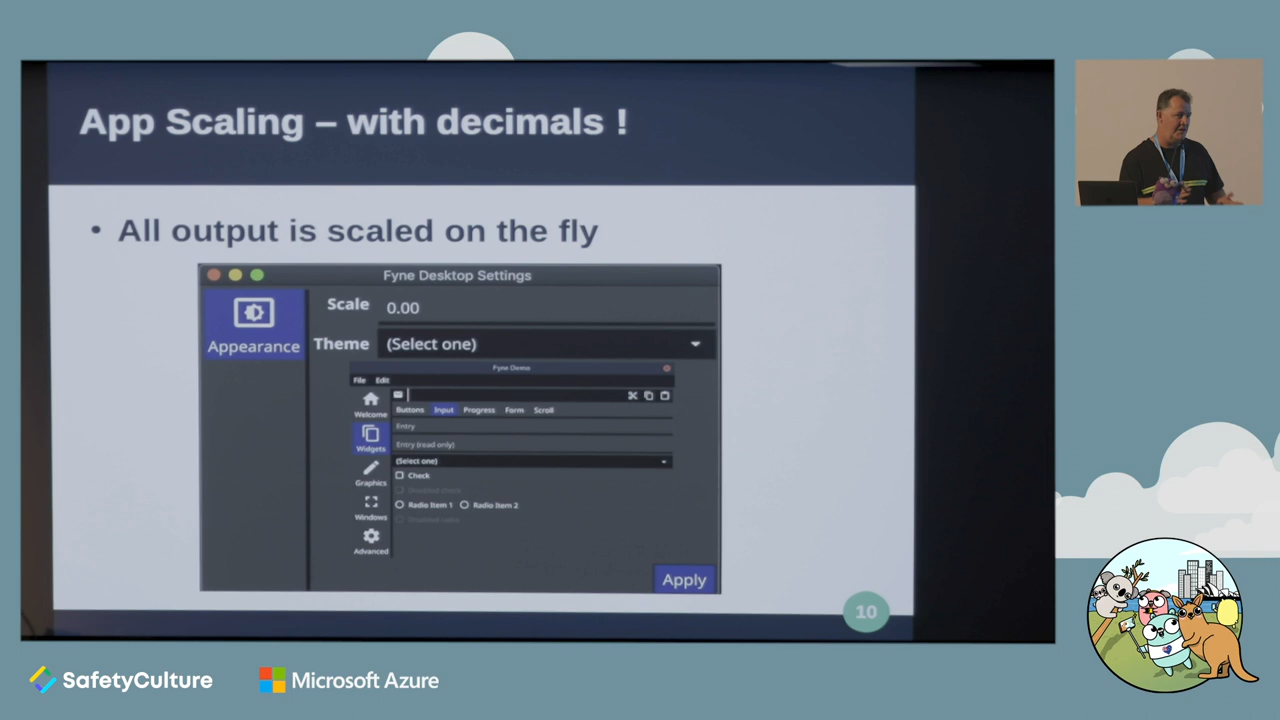 App Scaling – with decimals !
• All output is scaled on the fly
Fyne Desktop Settings
Scale 0.00
Appearance
Theme (Select one)
Fyne Demo
File Edit
Welcome
Buttons Input Progress Form Scroll
Entry
Widgets
Entry (read only)
(Select one)
Check
Graphics
Disabled check
Radio Item 1 Radio Item 2
Windows
Advanced
Apply
10
SafetyCulture
Microsoft Azure